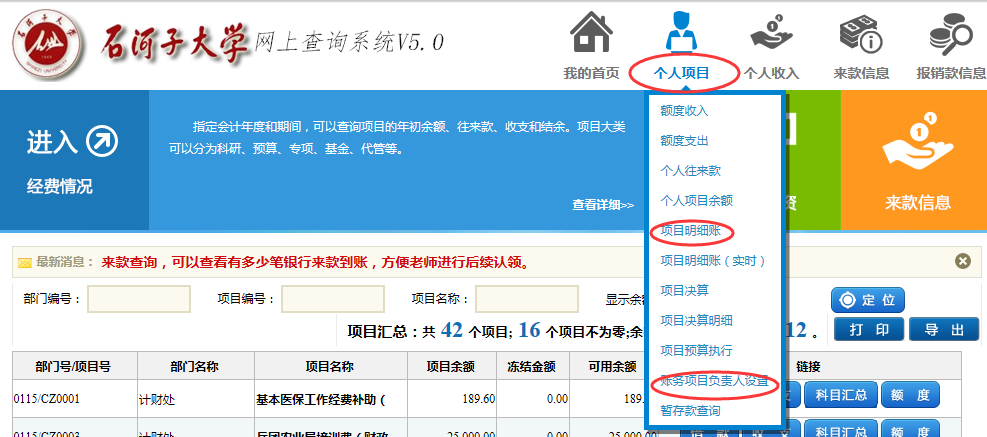 石河子大学 网上查询系统V5.0
我的首页 个人项目 个人收入 来款信息 报销款信息
进入
经费情况
指定会计年度和期间，可以查询项目的年初余额、往来款、收支和结余。项目大类
可以分为科研、预算、专项、基金、代管等。
查看详细>>
额度收入
额度支出
个人往来款
个人项目余额
项目明细账
项目明细账（实时）
项目决算
项目决算明细
项目预算执行
账务项目负责人设置
暂存款查询
资
来款信息
最新消息： 来款查询，可以查看有多少笔银行来款到账，方便老师进行后续认领。
部门编号： 项目编号： 项目名称： 显示余 定 位
项目汇总：共 42 个项目; 16 个项目不为零;余 12 。 打 印 导 出
部门号/项目号 部门名称 项目名称 项目余额 冻结金额 可用余额 链接
0115/CZ0001 计财处 基本医保工作经费补助（ 189.60 0.00 189. 科目汇总 额 度
0115/CZ0003 计财处 兵团农业局培训费（财政 25,000.00 0.00 25,000.00 科目汇总 额 度